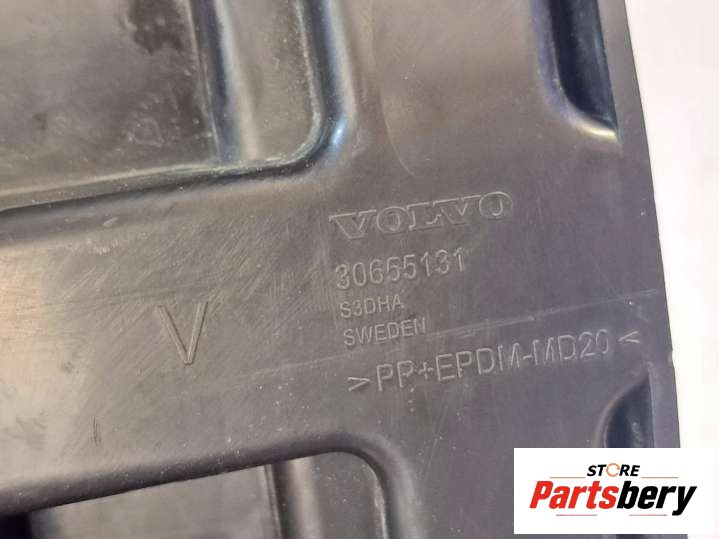 VOLVO
30655131
S3DHA
SWEDEN
V
>PP+EPDM-MD20<
STORE
Partsbery